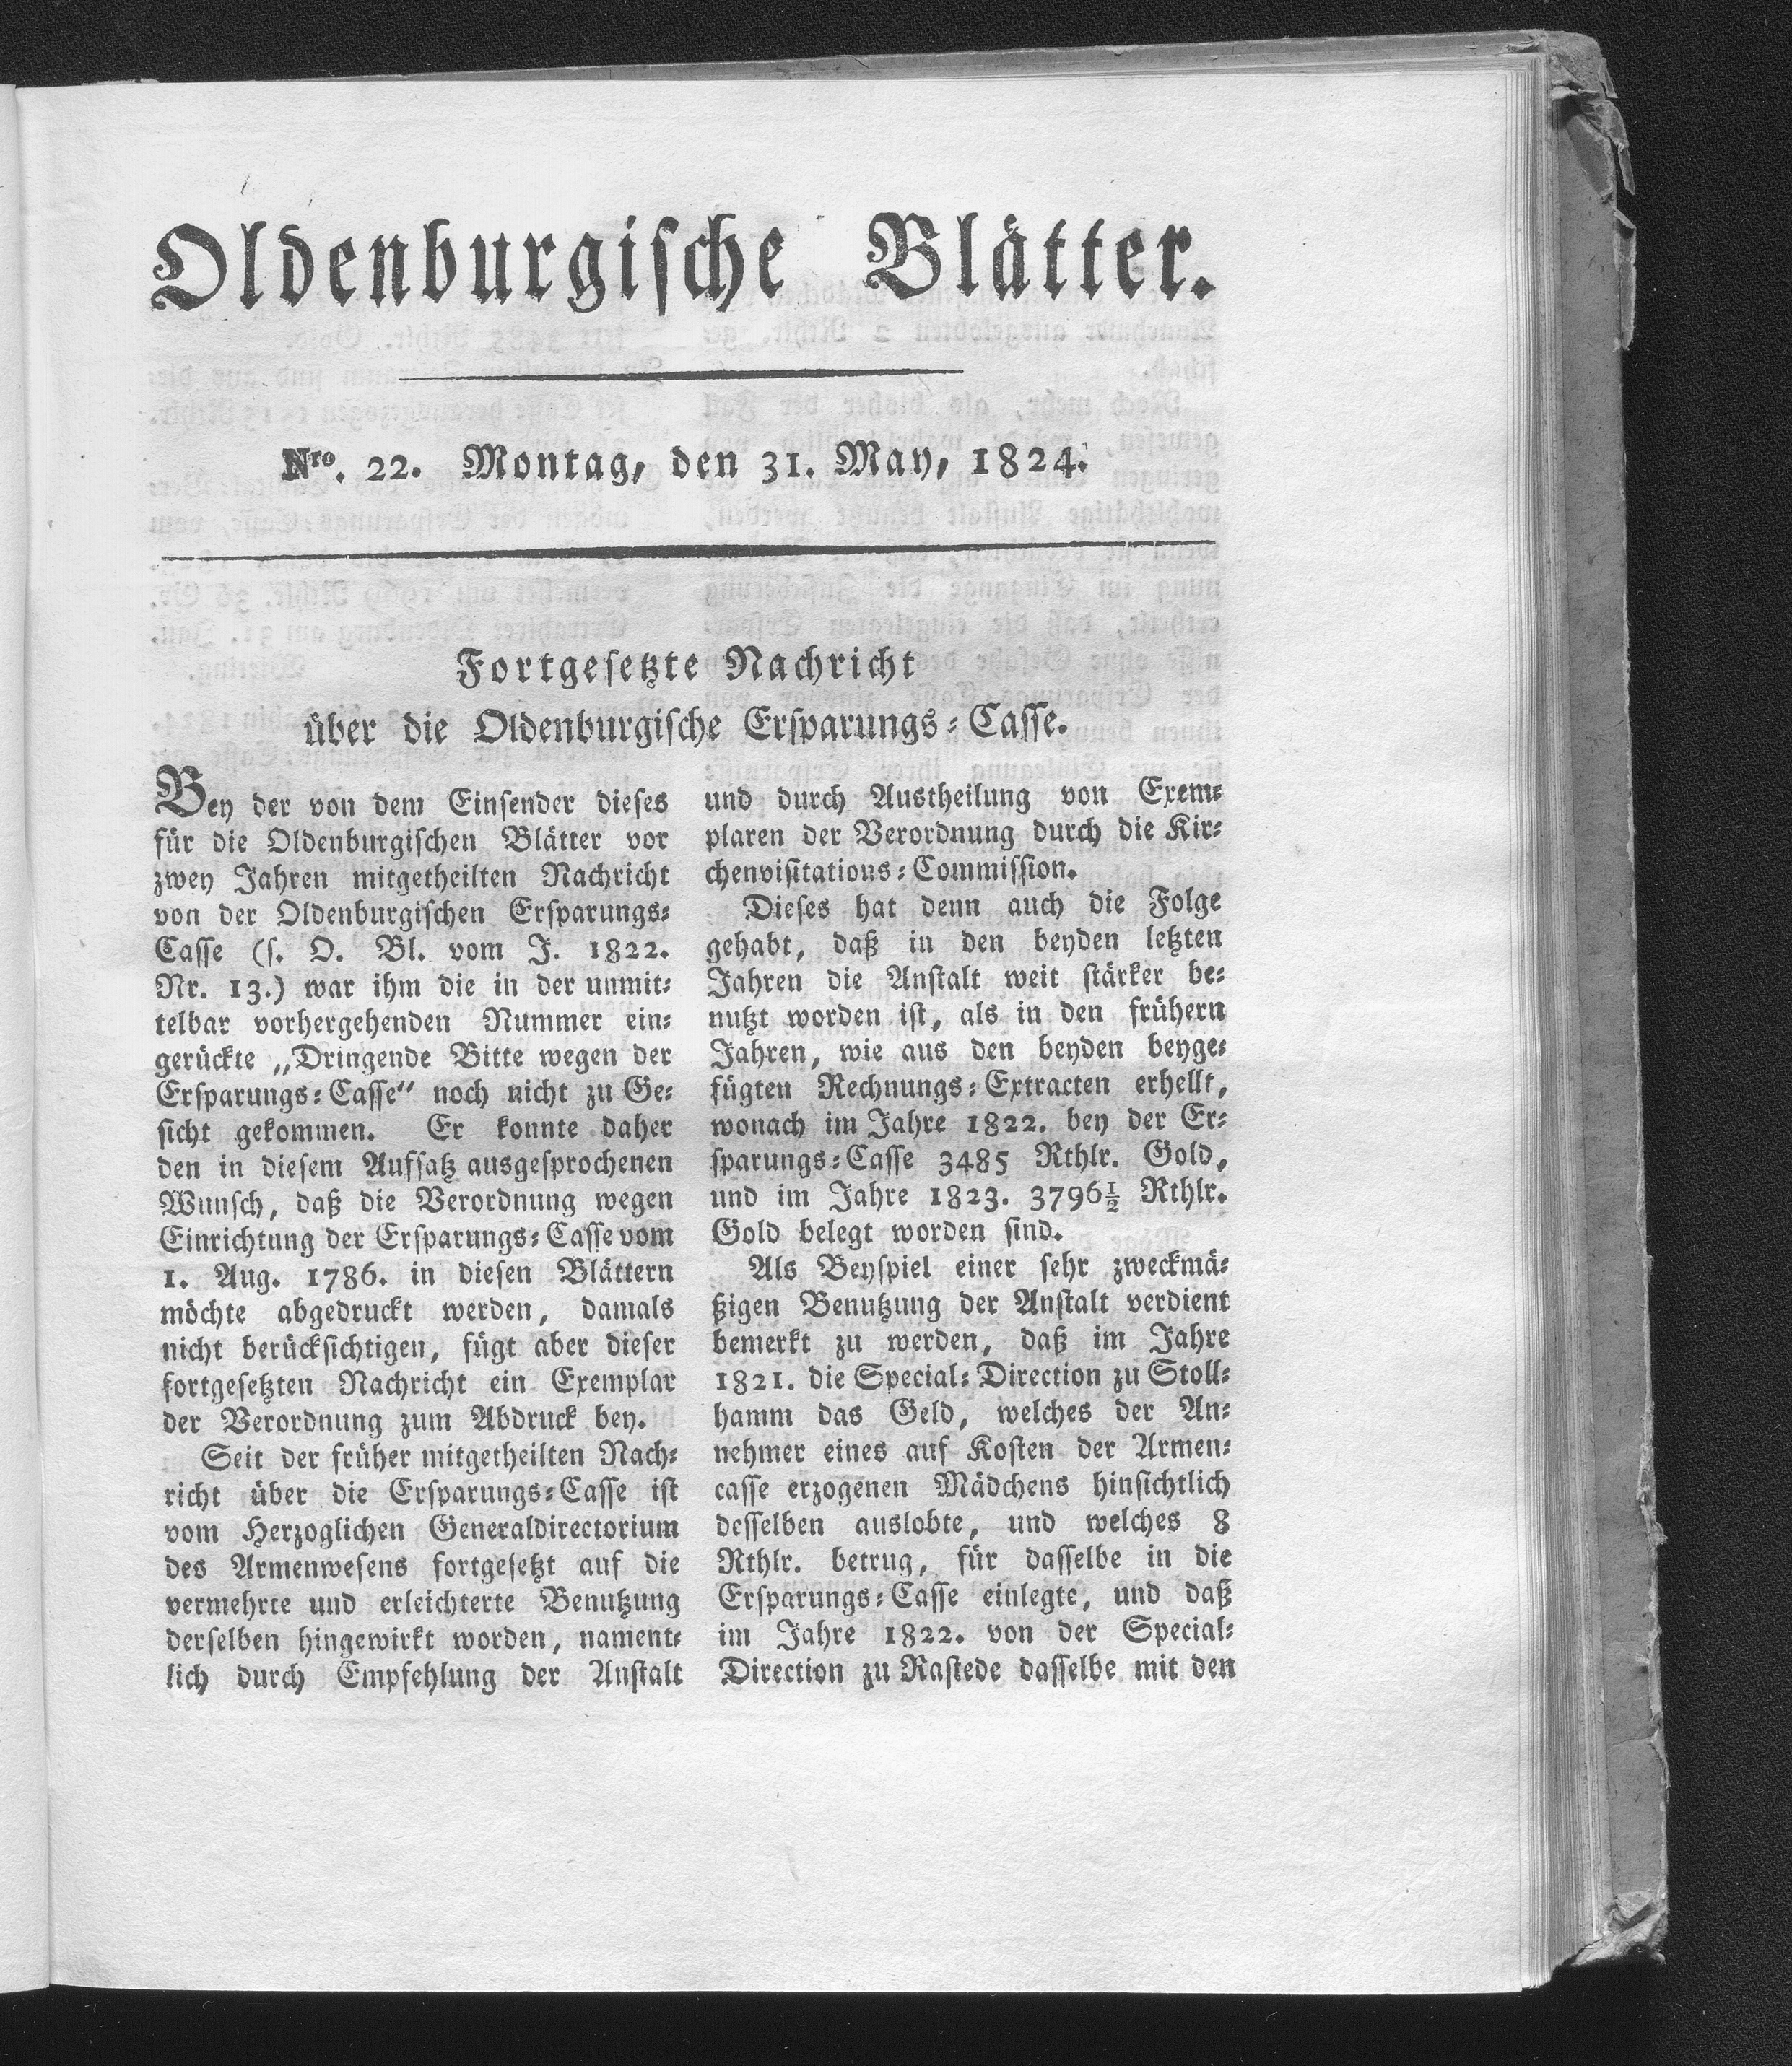 Oldenburgische Blätter.
Nro. 22. Montag, den 31. May, 1824.
Fortgesetzte Nachricht
über die Oldenburgische Ersparungs-Casse.
Bey der von dem Einsender dieses
für die Oldenburgischen Blätter vor
zwey Jahren mitgetheilten Nachricht
von der Oldenburgischen Ersparungs-
Casse (s. O. Bl. vom J. 1822.
Nr. 13.) war ihm die in der unmit-
telbar vorhergehenden Nummer ein-
gerückte „Dringende Bitte wegen der
Ersparungs-Casse“ noch nicht zu Ge-
sicht gekommen. Er konnte daher
den in diesem Aufsatz ausgesprochenen
Wunsch, daß die Verordnung wegen
Einrichtung der Ersparungs-Casse vom
1. Aug. 1786. in diesen Blättern
möchte abgedruckt werden, damals
nicht berücksichtigen, fügt aber dieser
fortgesetzten Nachricht ein Exemplar
der Verordnung zum Abdruck bey.
Seit der früher mitgetheilten Nach-
richt über die Ersparungs-Casse ist
vom Herzoglichen Generaldirectorium
des Armenwesens fortgesetzt auf die
vermehrte und erleichterte Benutzung
derselben hingewirkt worden, nament-
lich durch Empfehlung der Anstalt
und durch Austheilung von Exem-
plaren der Verordnung durch die Kir-
chenvisitations-Commission.
Dieses hat denn auch die Folge
gehabt, daß in den beyden letzten
Jahren die Anstalt weit stärker be-
nutzt worden ist, als in den frühern
Jahren, wie aus den beyden beyge-
fügten Rechnungs-Extracten erhellt,
wonach im Jahre 1822. bey der Er-
sparungs-Casse 3485 Rthlr. Gold,
und im Jahre 1823. 3796½ Rthlr.
Gold belegt worden sind.
Als Beyspiel einer sehr zweckmä-
ßigen Benutzung der Anstalt verdient
bemerkt zu werden, daß im Jahre
1821. die Special-Direction zu Stoll-
hamm das Geld, welches der An-
nehmer eines auf Kosten der Armen-
casse erzogenen Mädchens hinsichtlich
desselben auslobte, und welches 8
Rthlr. betrug, für dasselbe in die
Ersparungs-Casse einlegte, und daß
im Jahre 1822. von der Special-
Direction zu Rastede dasselbe mit den